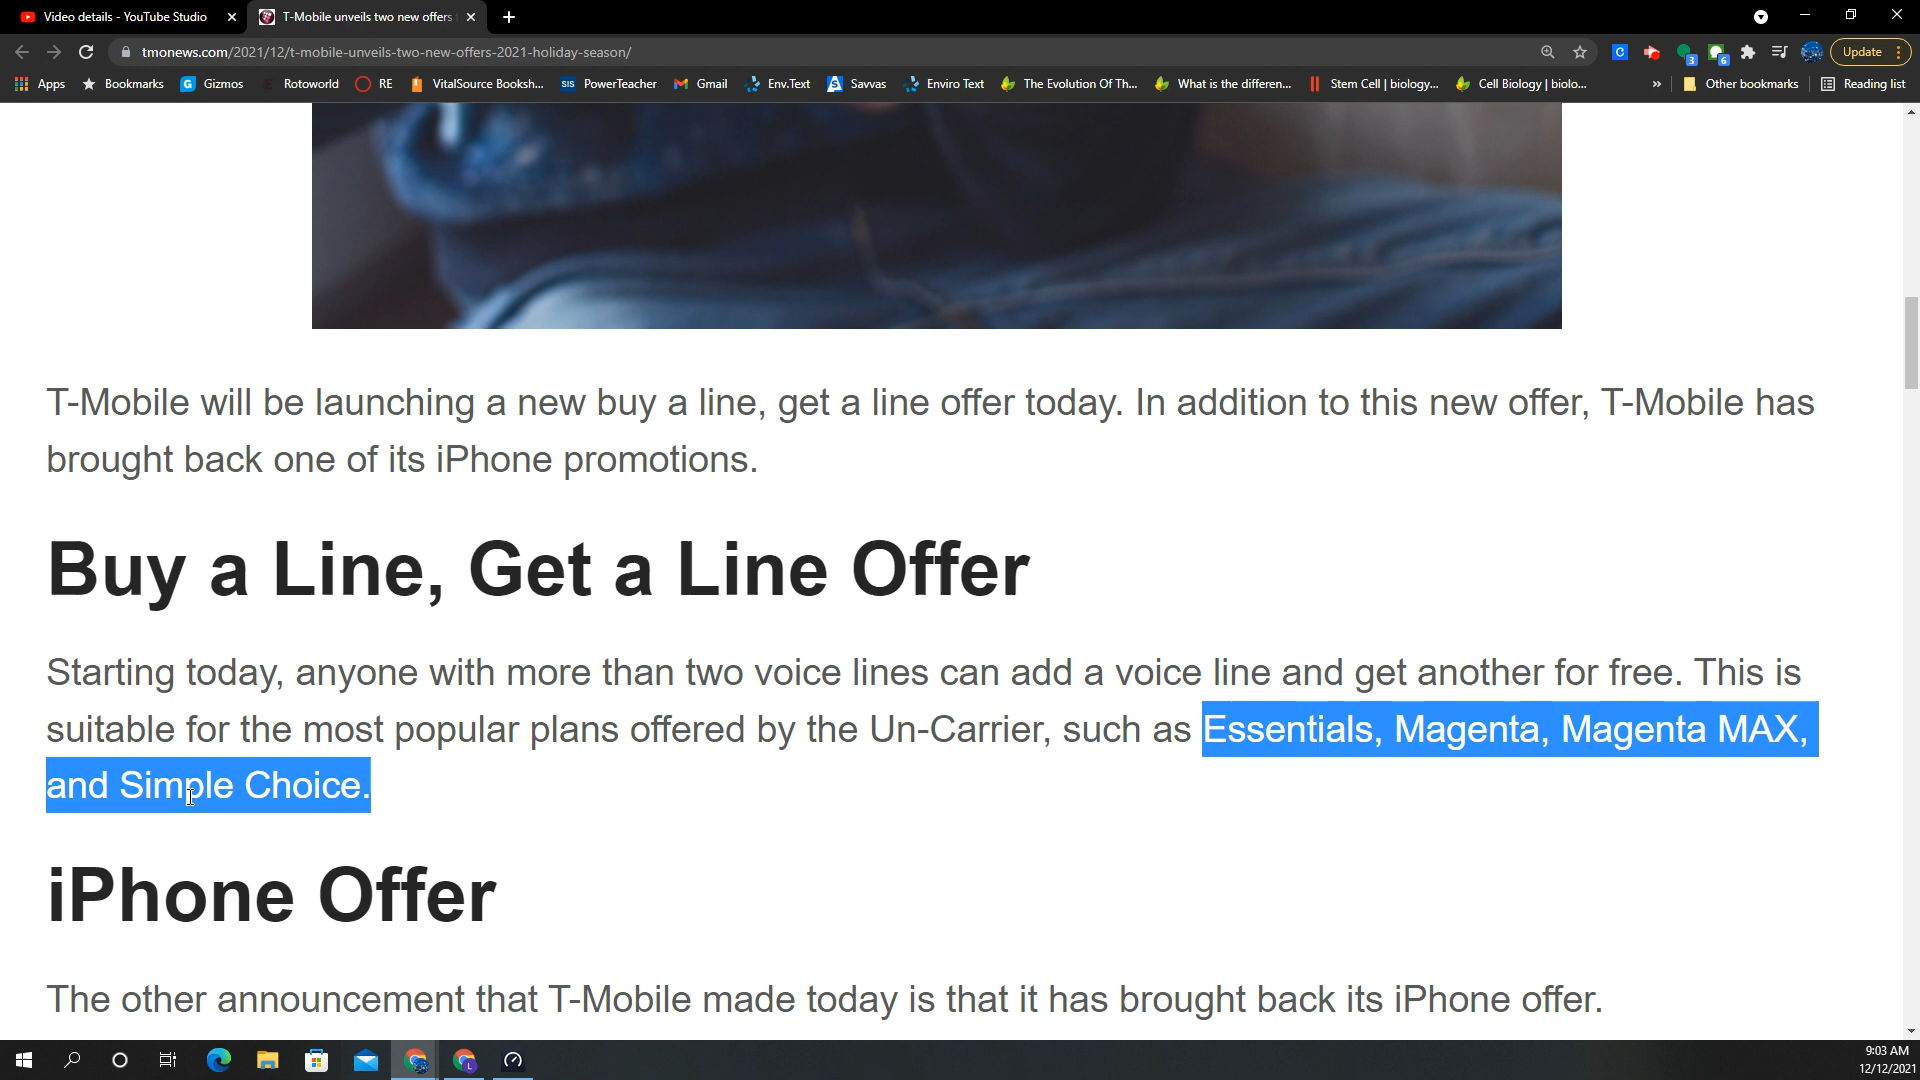 Video details - YouTube Studio
T-Mobile unveils two new offers
tmonews.com/2021/12/t-mobile-unveils-two-new-offers-2021-holiday-season/
3
6
Update
Apps
Bookmarks
Gizmos
Rotoworld
RE
VitalSource Booksh...
SIS PowerTeacher
Gmail
Env.Text
Savvas
Enviro Text
The Evolution Of Th...
What is the differen...
Stem Cell | biology...
Cell Biology | biolo...
»
Other bookmarks
Reading list
T-Mobile will be launching a new buy a line, get a line offer today. In addition to this new offer, T-Mobile has
brought back one of its iPhone promotions.
Buy a Line, Get a Line Offer
Starting today, anyone with more than two voice lines can add a voice line and get another for free. This is
suitable for the most popular plans offered by the Un-Carrier, such as Essentials, Magenta, Magenta MAX,
and Simple Choice.
iPhone Offer
The other announcement that T-Mobile made today is that it has brought back its iPhone offer.
9:03 AM
12/12/2021